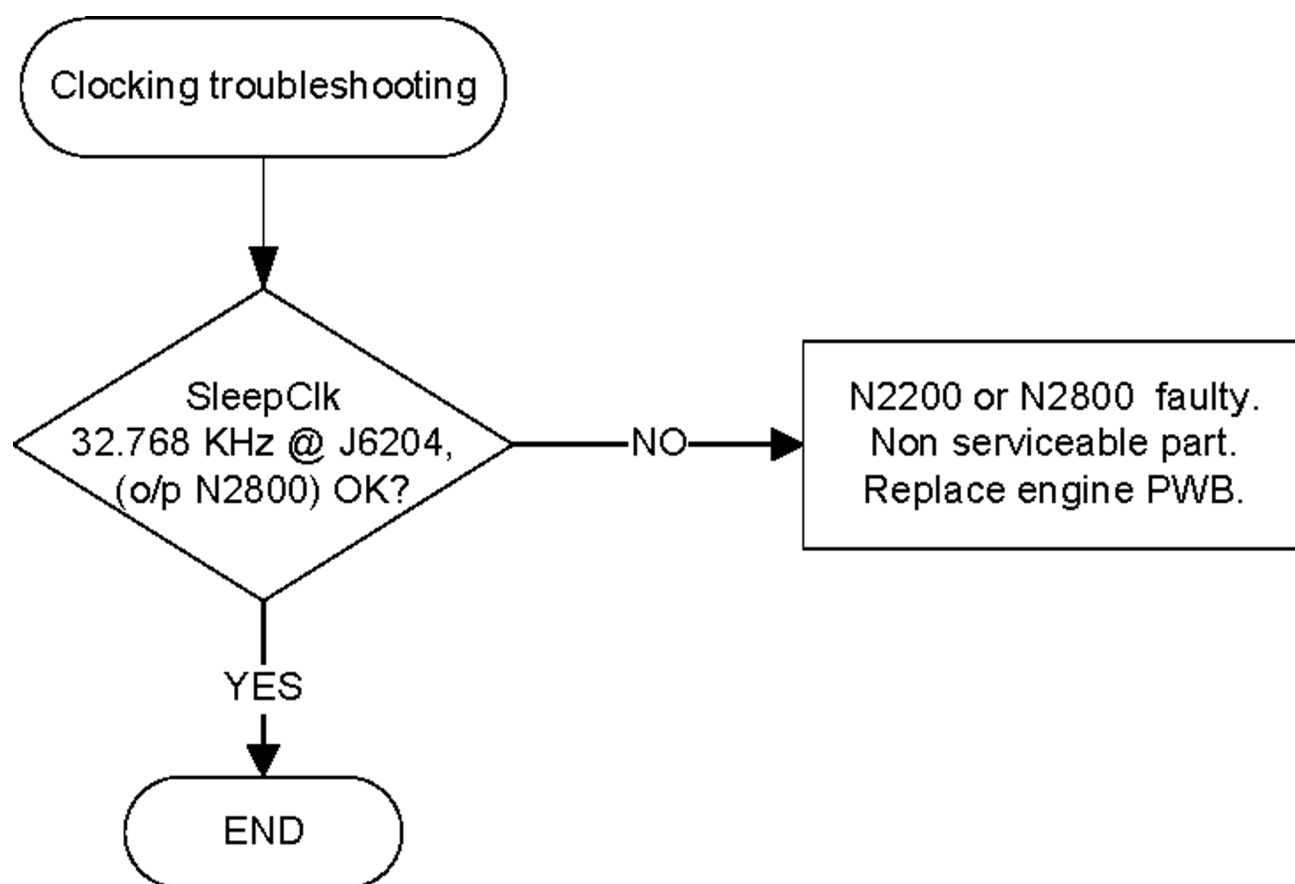 Clocking troubleshooting
SleepClk
32.768 KHz @ J6204,
(o/p N2800) OK?
NO
N2200 or N2800  faulty.
Non serviceable part.
Replace engine PWB.
YES
END